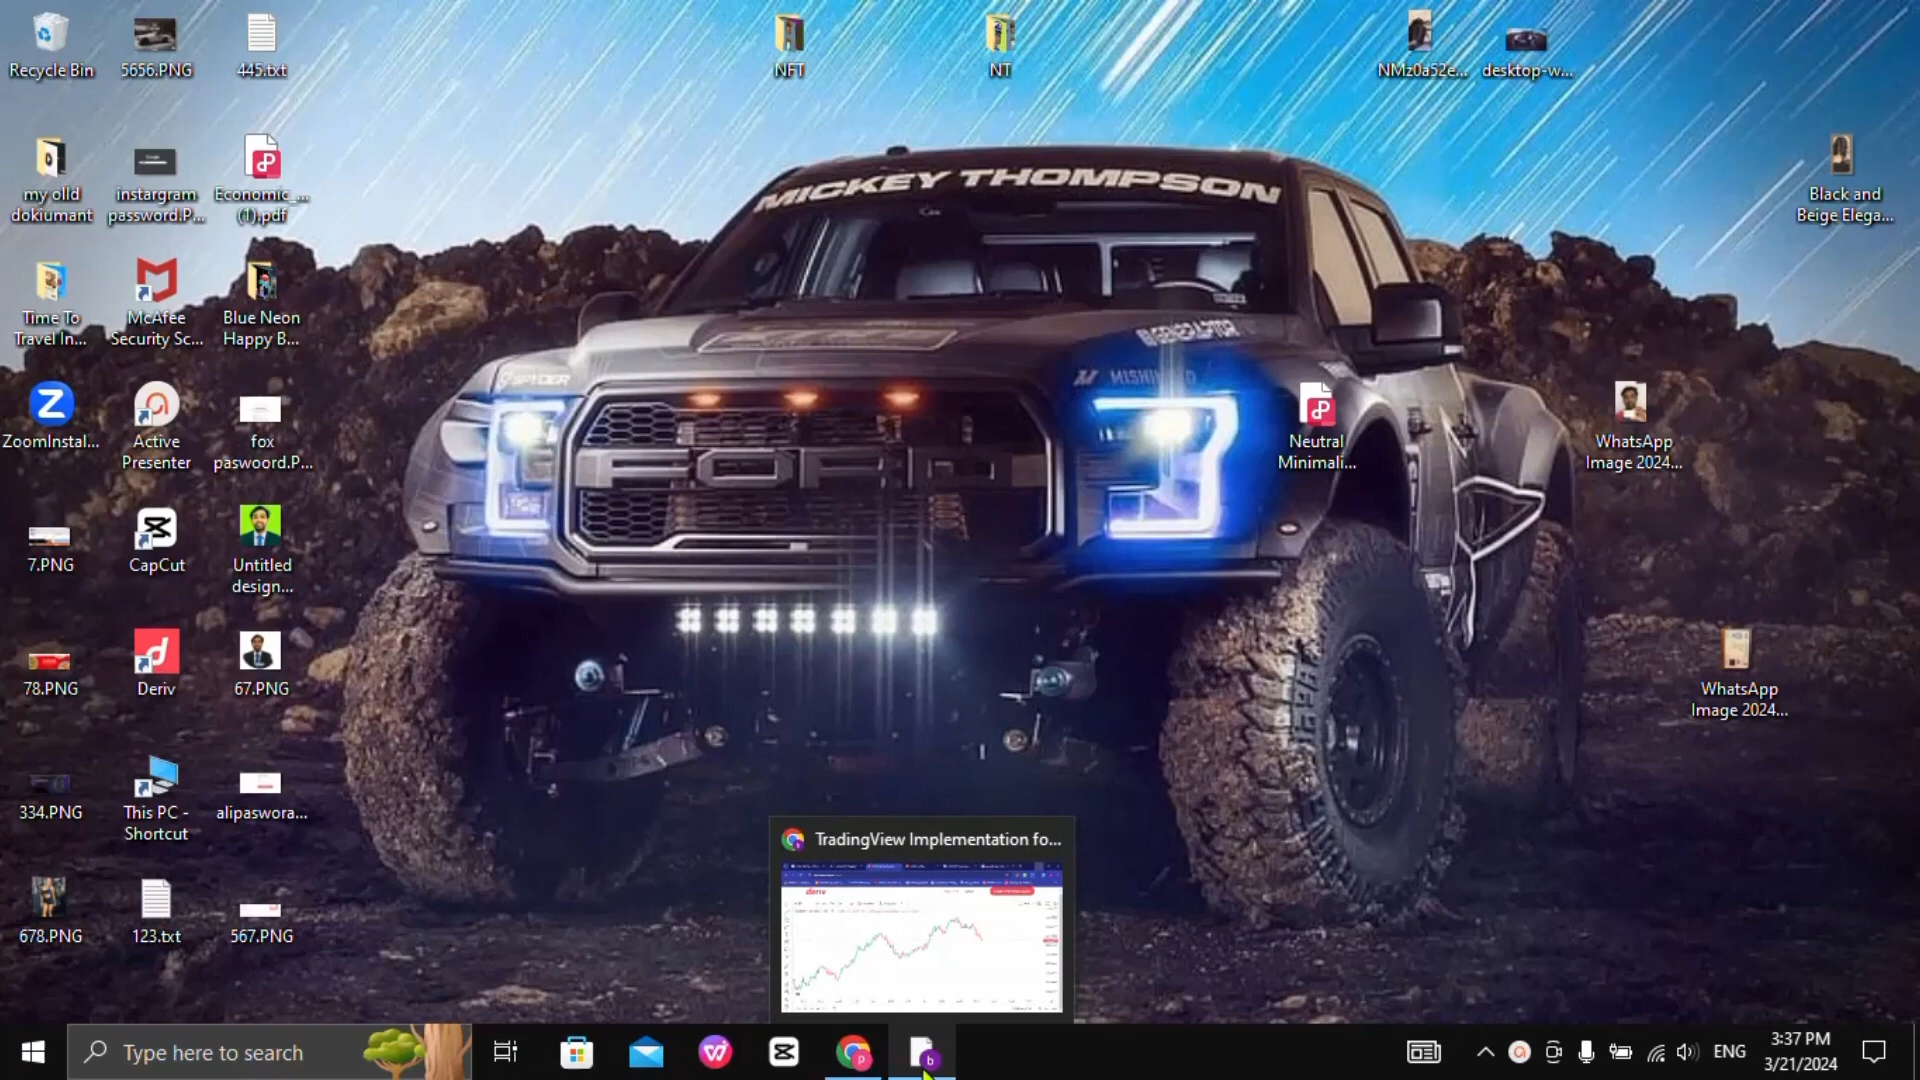 Recycle Bin
5656.PNG
445.txt
NFT
NT
NMz0a52e...
desktop-w...
my olld
dokiumant
instargram
password.P...
Economic_...
(1).pdf
Black and
Beige Elega...
MICKEY THOMPSON
Time To
Travel In...
McAfee
Security Sc...
Blue Neon
Happy B...
SPYDER
ZoomInstal...
Active
Presenter
fox
paswoord.P...
FORD
Neutral
Minimali...
WhatsApp
Image 2024...
7.PNG
CapCut
Untitled
design...
78.PNG
Deriv
67.PNG
WhatsApp
Image 2024...
334.PNG
This PC -
Shortcut
alipaswora...
TradingView Implementation fo...
deriv
678.PNG
123.txt
567.PNG
Type here to search
ENG
3:37 PM
3/21/2024